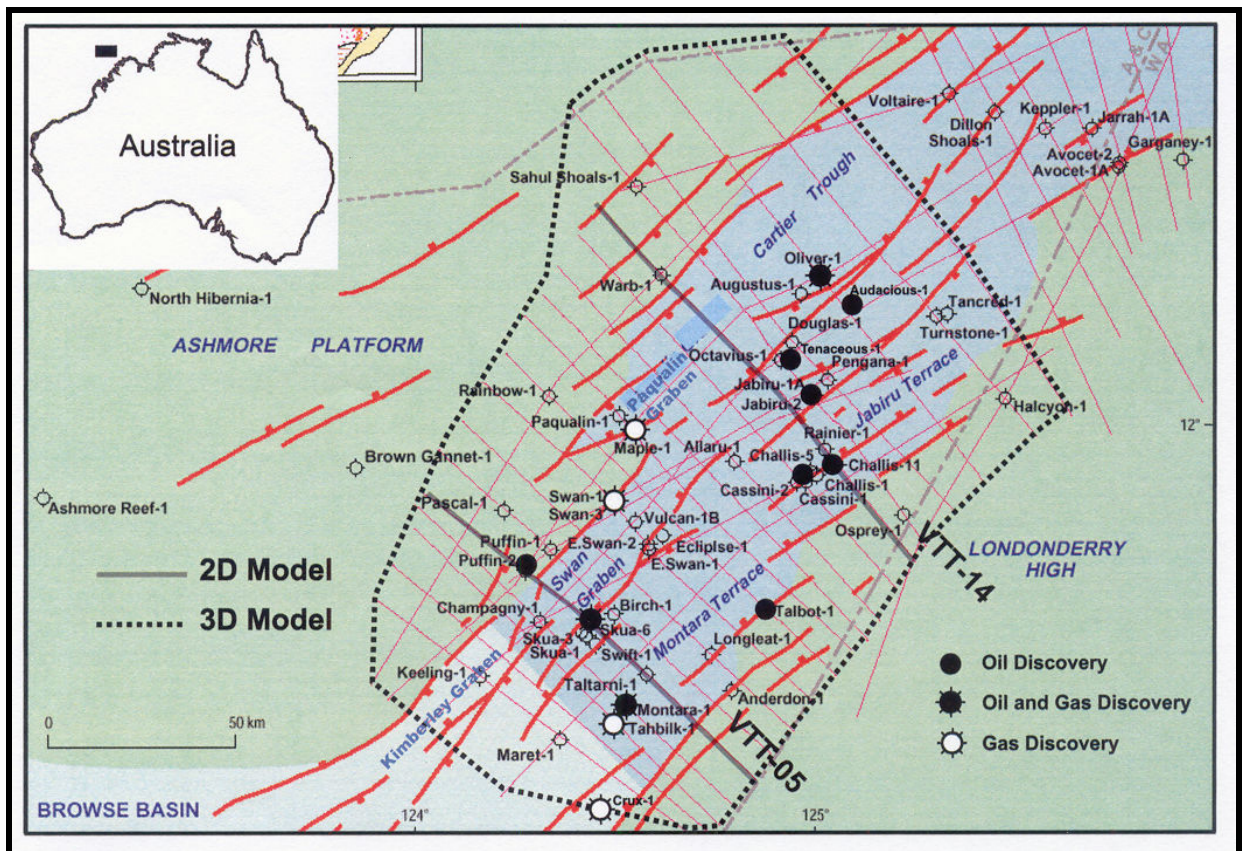 Australia
A & C
WA
Voltaire-1
Keppler-1
Dillon
Shoals-1
Jarrah-1A
Garganey-1
Avocet-2
Avocet-1A
Sahul Shoals-1
Cartier Trough
Oliver-1
Warb-1
Augustus-1
Audacious-1
North Hibernia-1
Tancred-1
Turnstone-1
Douglas-1
ASHMORE PLATFORM
Octavius-1
Tenaceous-1
Pengana-1
Paqualin
Graben
Jabiru-1A
Jabiru-2
Jabiru Terrace
Rainbow-1
Halcyon-1
Paqualin-1
Maple-1
12°
Rainier-1
Allaru-1
Challis-5
Challis-11
Brown Gannet-1
Cassini-2
Challis-1
Cassini-1
Ashmore Reef-1
Pascal-1
Swan-1
Swan-3
Vulcan-1B
Osprey-1
Puffin-1
Puffin-2
E.Swan-2
Ecliplse-1
E.Swan-1
VTT-14
LONDONDERRY
HIGH
2D Model
Swan
Graben
3D Model
Montara Terrace
Champagny-1
Birch-1
Talbot-1
Skua-3
Skua-6
Skua-1
Swift-1
Longleat-1
Oil Discovery
Keeling-1
Kimberley Graben
Taltarni-1
Anderdon-1
Oil and Gas Discovery
Montara-1
Tahbilk-1
VTT-05
0 50 km
Maret-1
Gas Discovery
Crux-1
BROWSE BASIN
124°
125°